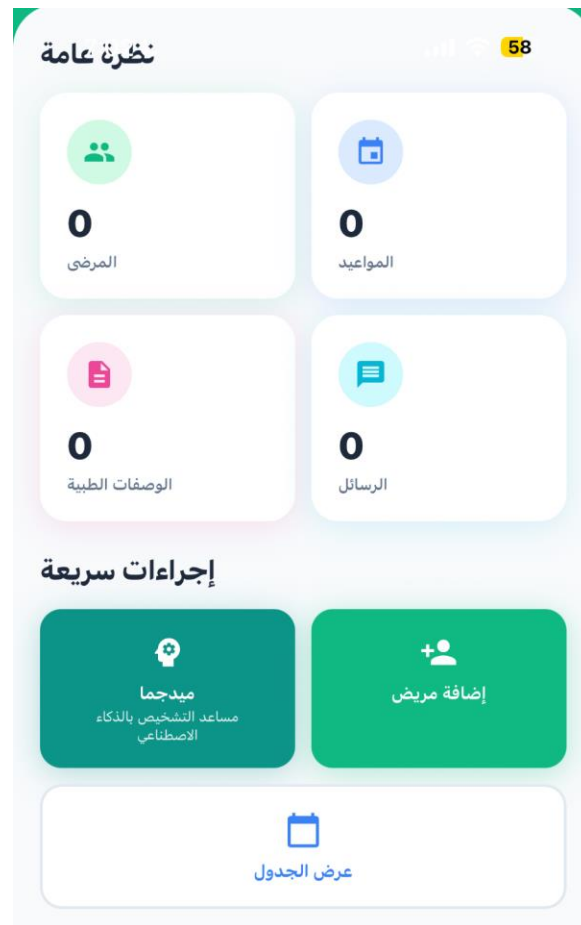 58
نظرة عامة
0
المواعيد
0
المرضى
0
الرسائل
0
الوصفات الطبية
إجراءات سريعة
إضافة مريض
ميدجما
مساعد التشخيص بالذكاء
الاصطناعي
عرض الجدول